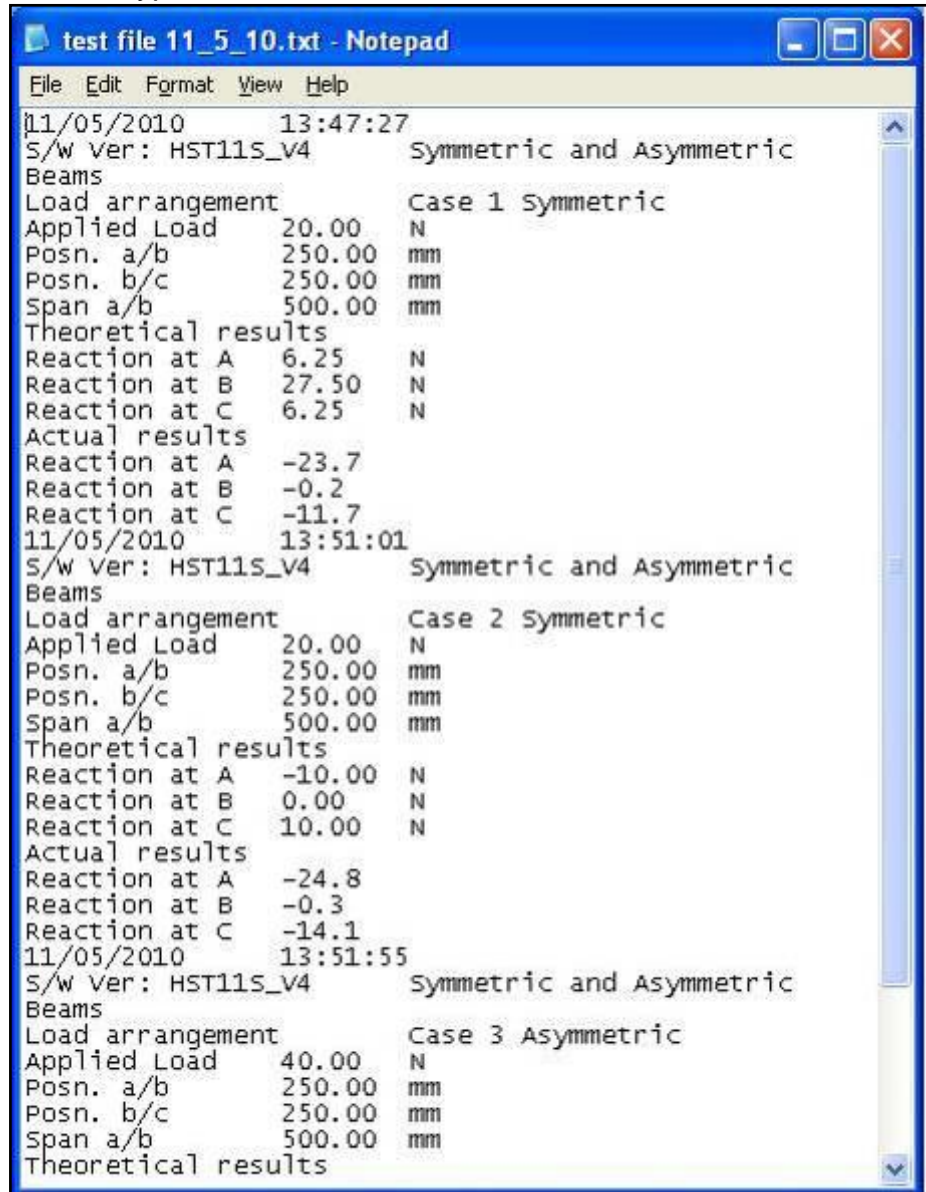 test file 11_5_10.txt - Notepad
File Edit Format View Help
11/05/2010 13:47:27
S/W Ver: HST11S_V4 Symmetric and Asymmetric
Beams
Load arrangement Case 1 Symmetric
Applied Load 20.00 N
Posn. a/b 250.00 mm
Posn. b/c 250.00 mm
Span a/b 500.00 mm
Theoretical results
Reaction at A 6.25 N
Reaction at B 27.50 N
Reaction at C 6.25 N
Actual results
Reaction at A -23.7
Reaction at B -0.2
Reaction at C -11.7
11/05/2010 13:51:01
S/W Ver: HST11S_V4 Symmetric and Asymmetric
Beams
Load arrangement Case 2 Symmetric
Applied Load 20.00 N
Posn. a/b 250.00 mm
Posn. b/c 250.00 mm
Span a/b 500.00 mm
Theoretical results
Reaction at A -10.00 N
Reaction at B 0.00 N
Reaction at C 10.00 N
Actual results
Reaction at A -24.8
Reaction at B -0.3
Reaction at C -14.1
11/05/2010 13:51:55
S/W Ver: HST11S_V4 Symmetric and Asymmetric
Beams
Load arrangement Case 3 Asymmetric
Applied Load 40.00 N
Posn. a/b 250.00 mm
Posn. b/c 250.00 mm
Span a/b 500.00 mm
Theoretical results